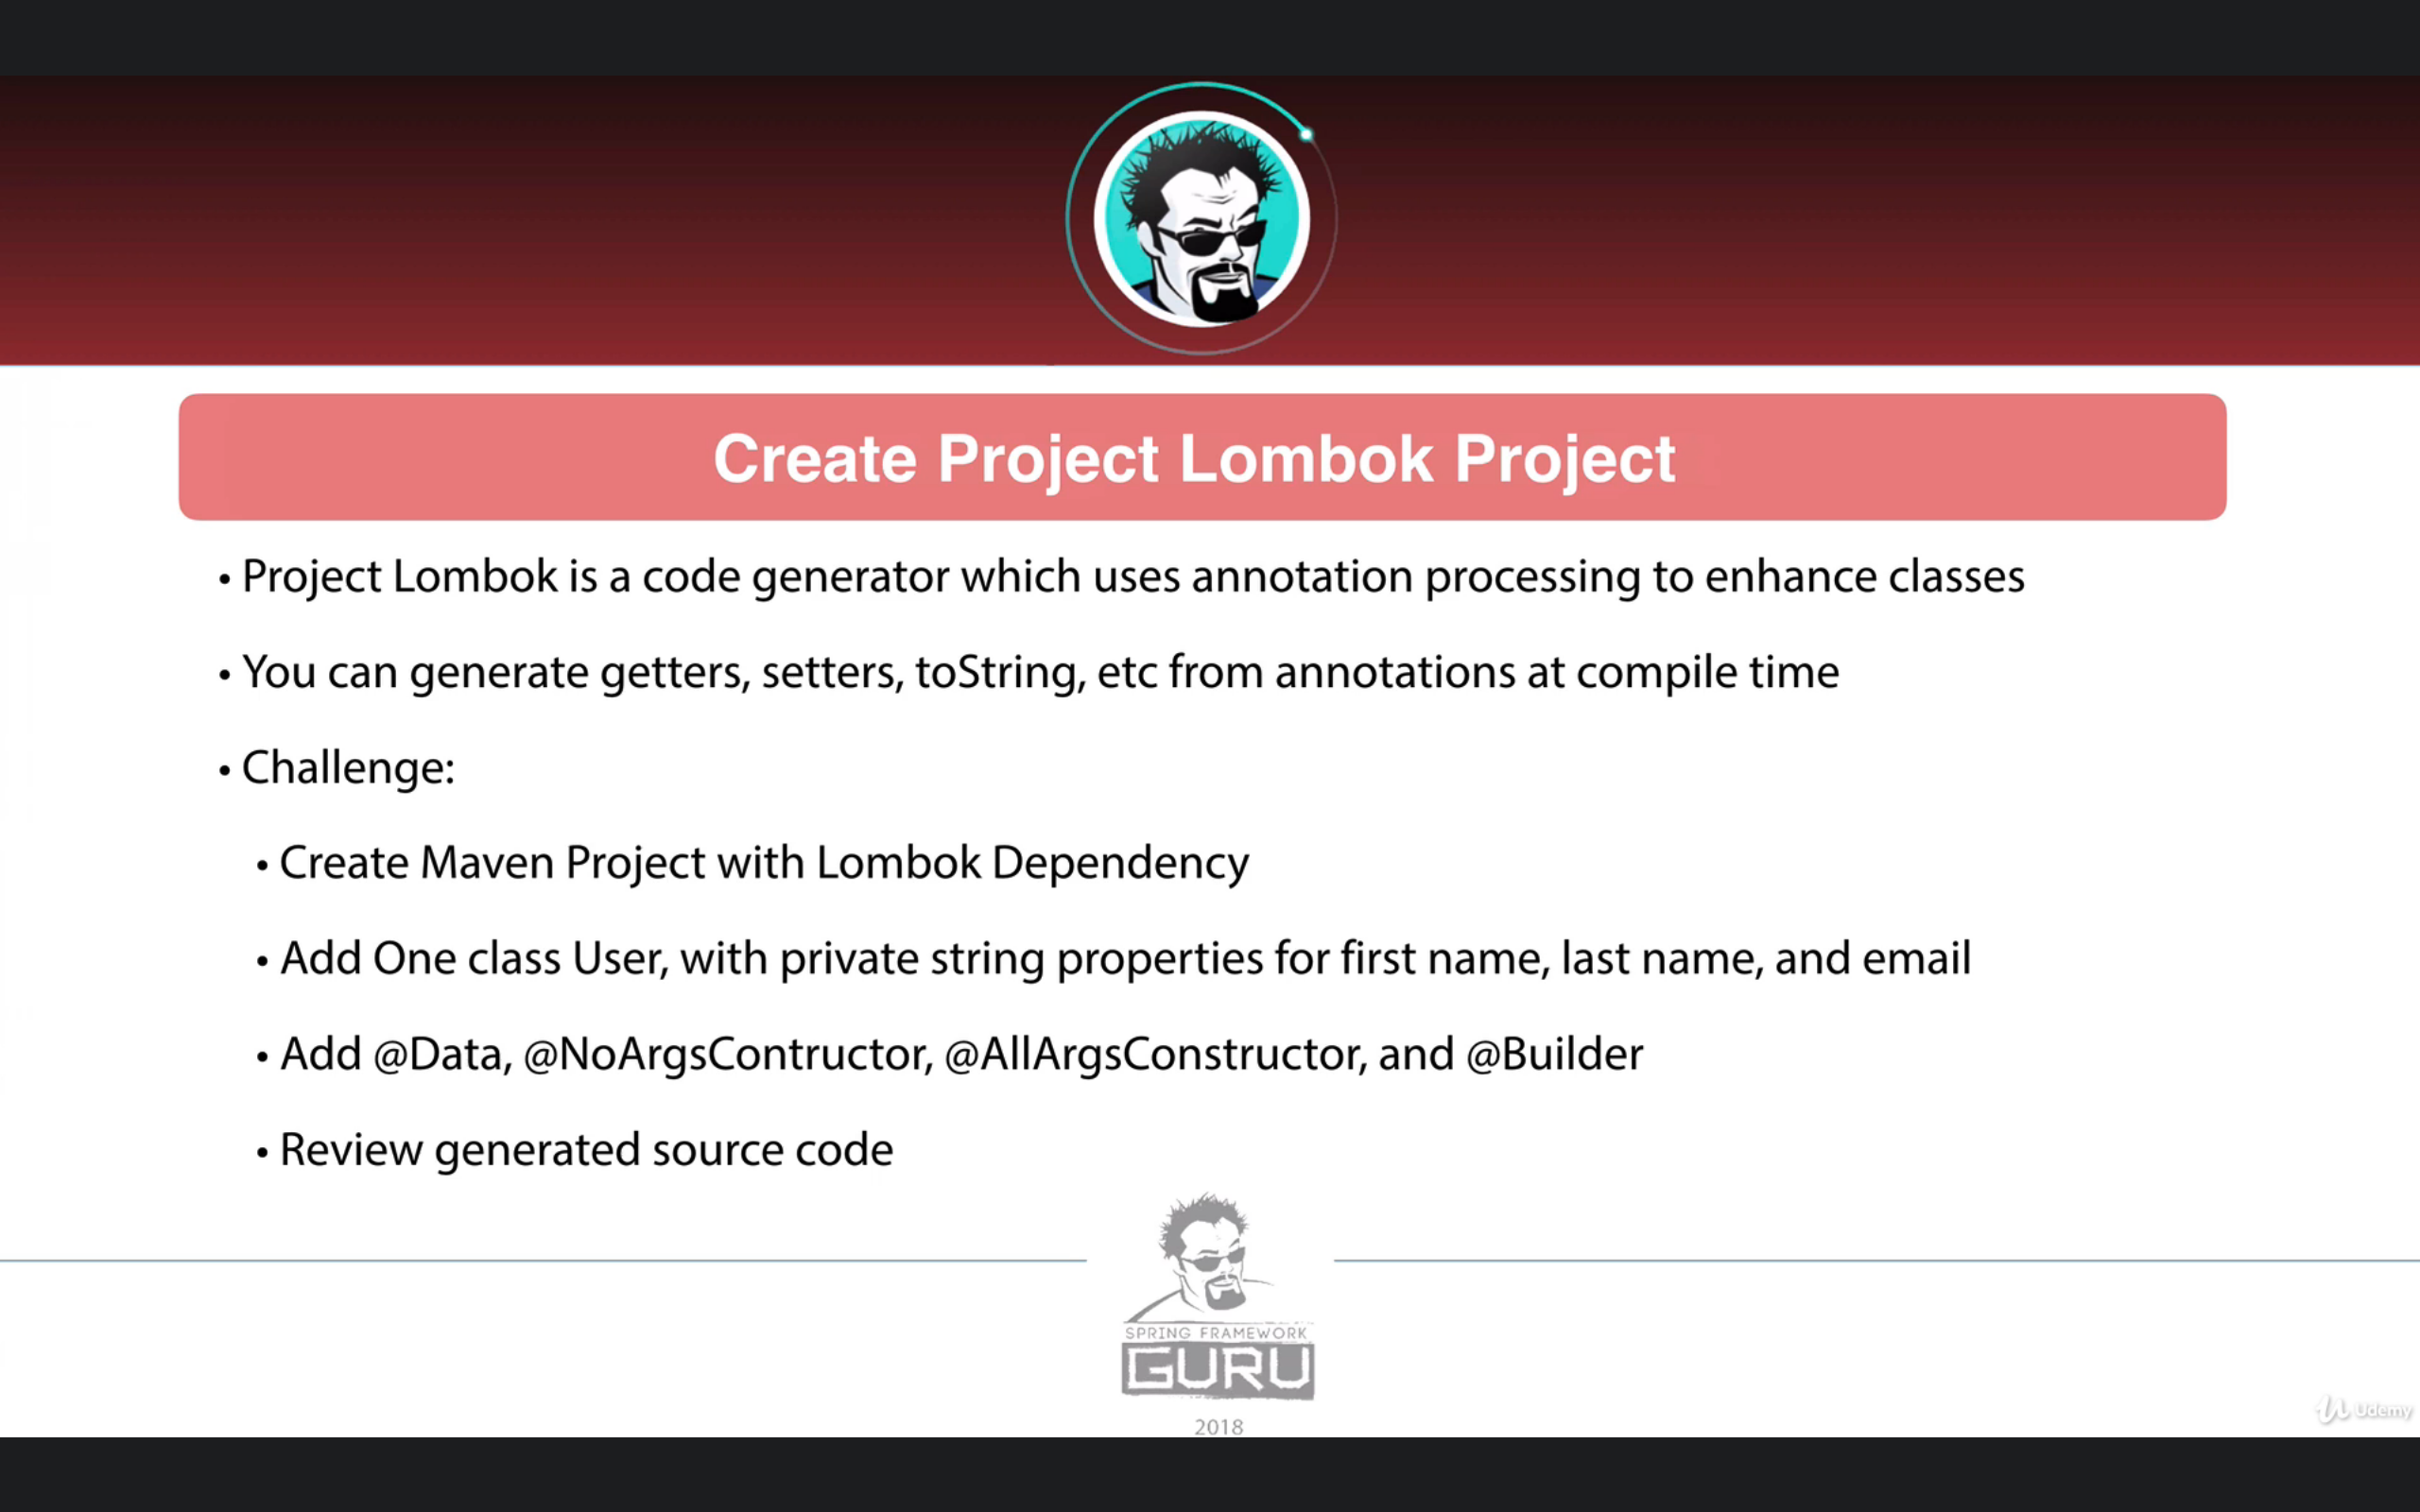 Create Project Lombok Project
• Project Lombok is a code generator which uses annotation processing to enhance classes
• You can generate getters, setters, toString, etc from annotations at compile time
• Challenge:
• Create Maven Project with Lombok Dependency
• Add One class User, with private string properties for first name, last name, and email
• Add @Data, @NoArgsContructor, @AllArgsConstructor, and @Builder
• Review generated source code
SPRING FRAMEWORK
GURU
2018
Udemy